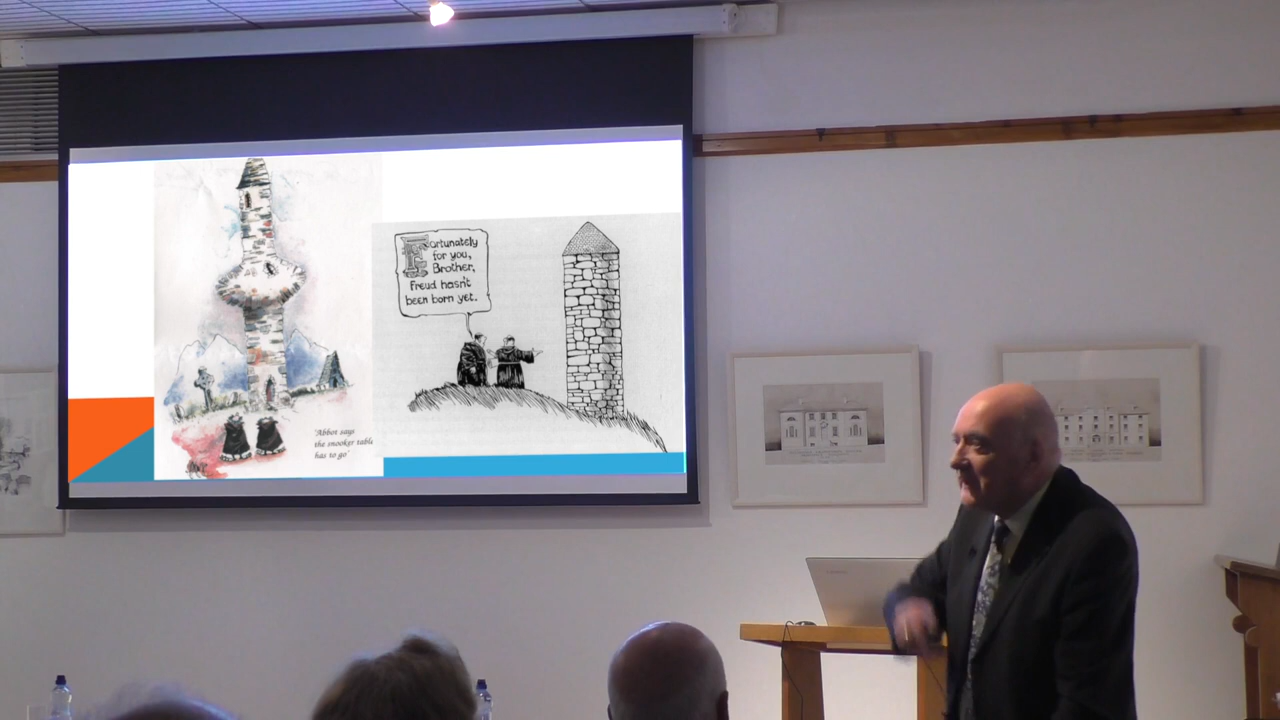 Fortunately
for you,
Brother,
Freud hasn't
been born yet.
'Abbot says
the snooker table
has to go'